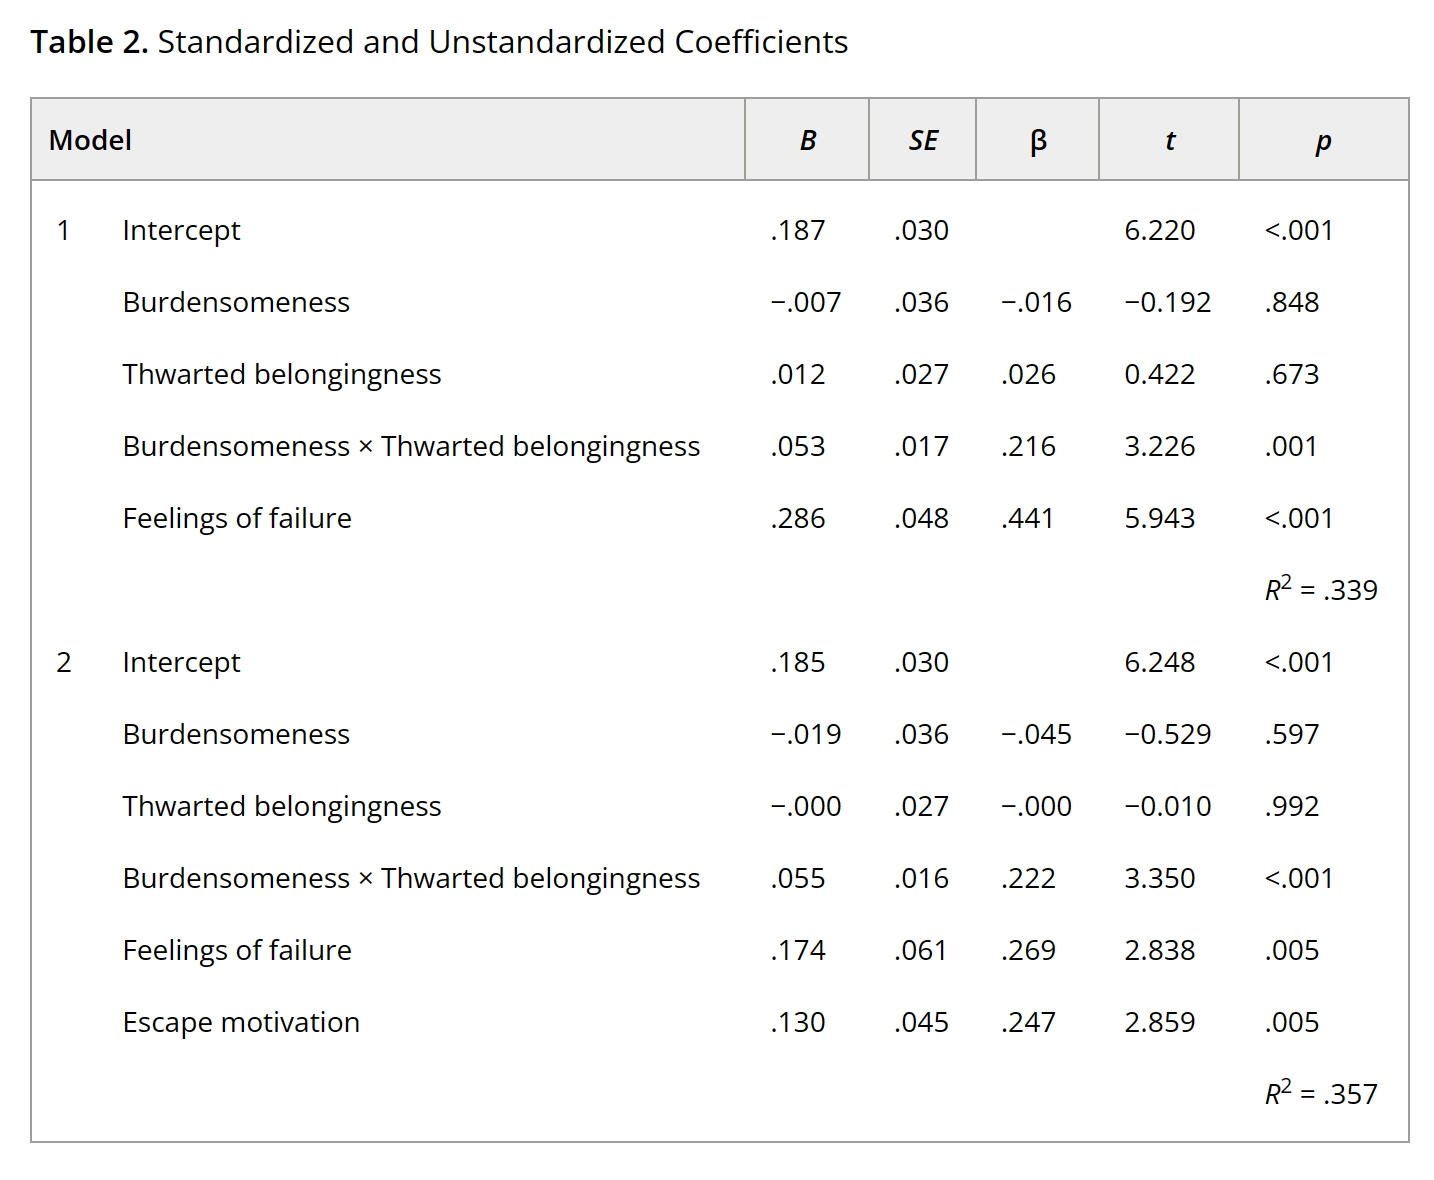 Table 2. Standardized and Unstandardized Coefficients
Model B SE β t p
1 Intercept .187 .030 6.220 <.001
Burdensomeness −.007 .036 −.016 −0.192 .848
Thwarted belongingness .012 .027 .026 0.422 .673
Burdensomeness × Thwarted belongingness .053 .017 .216 3.226 .001
Feelings of failure .286 .048 .441 5.943 <.001
R² = .339
2 Intercept .185 .030 6.248 <.001
Burdensomeness −.019 .036 −.045 −0.529 .597
Thwarted belongingness −.000 .027 −.000 −0.010 .992
Burdensomeness × Thwarted belongingness .055 .016 .222 3.350 <.001
Feelings of failure .174 .061 .269 2.838 .005
Escape motivation .130 .045 .247 2.859 .005
R² = .357